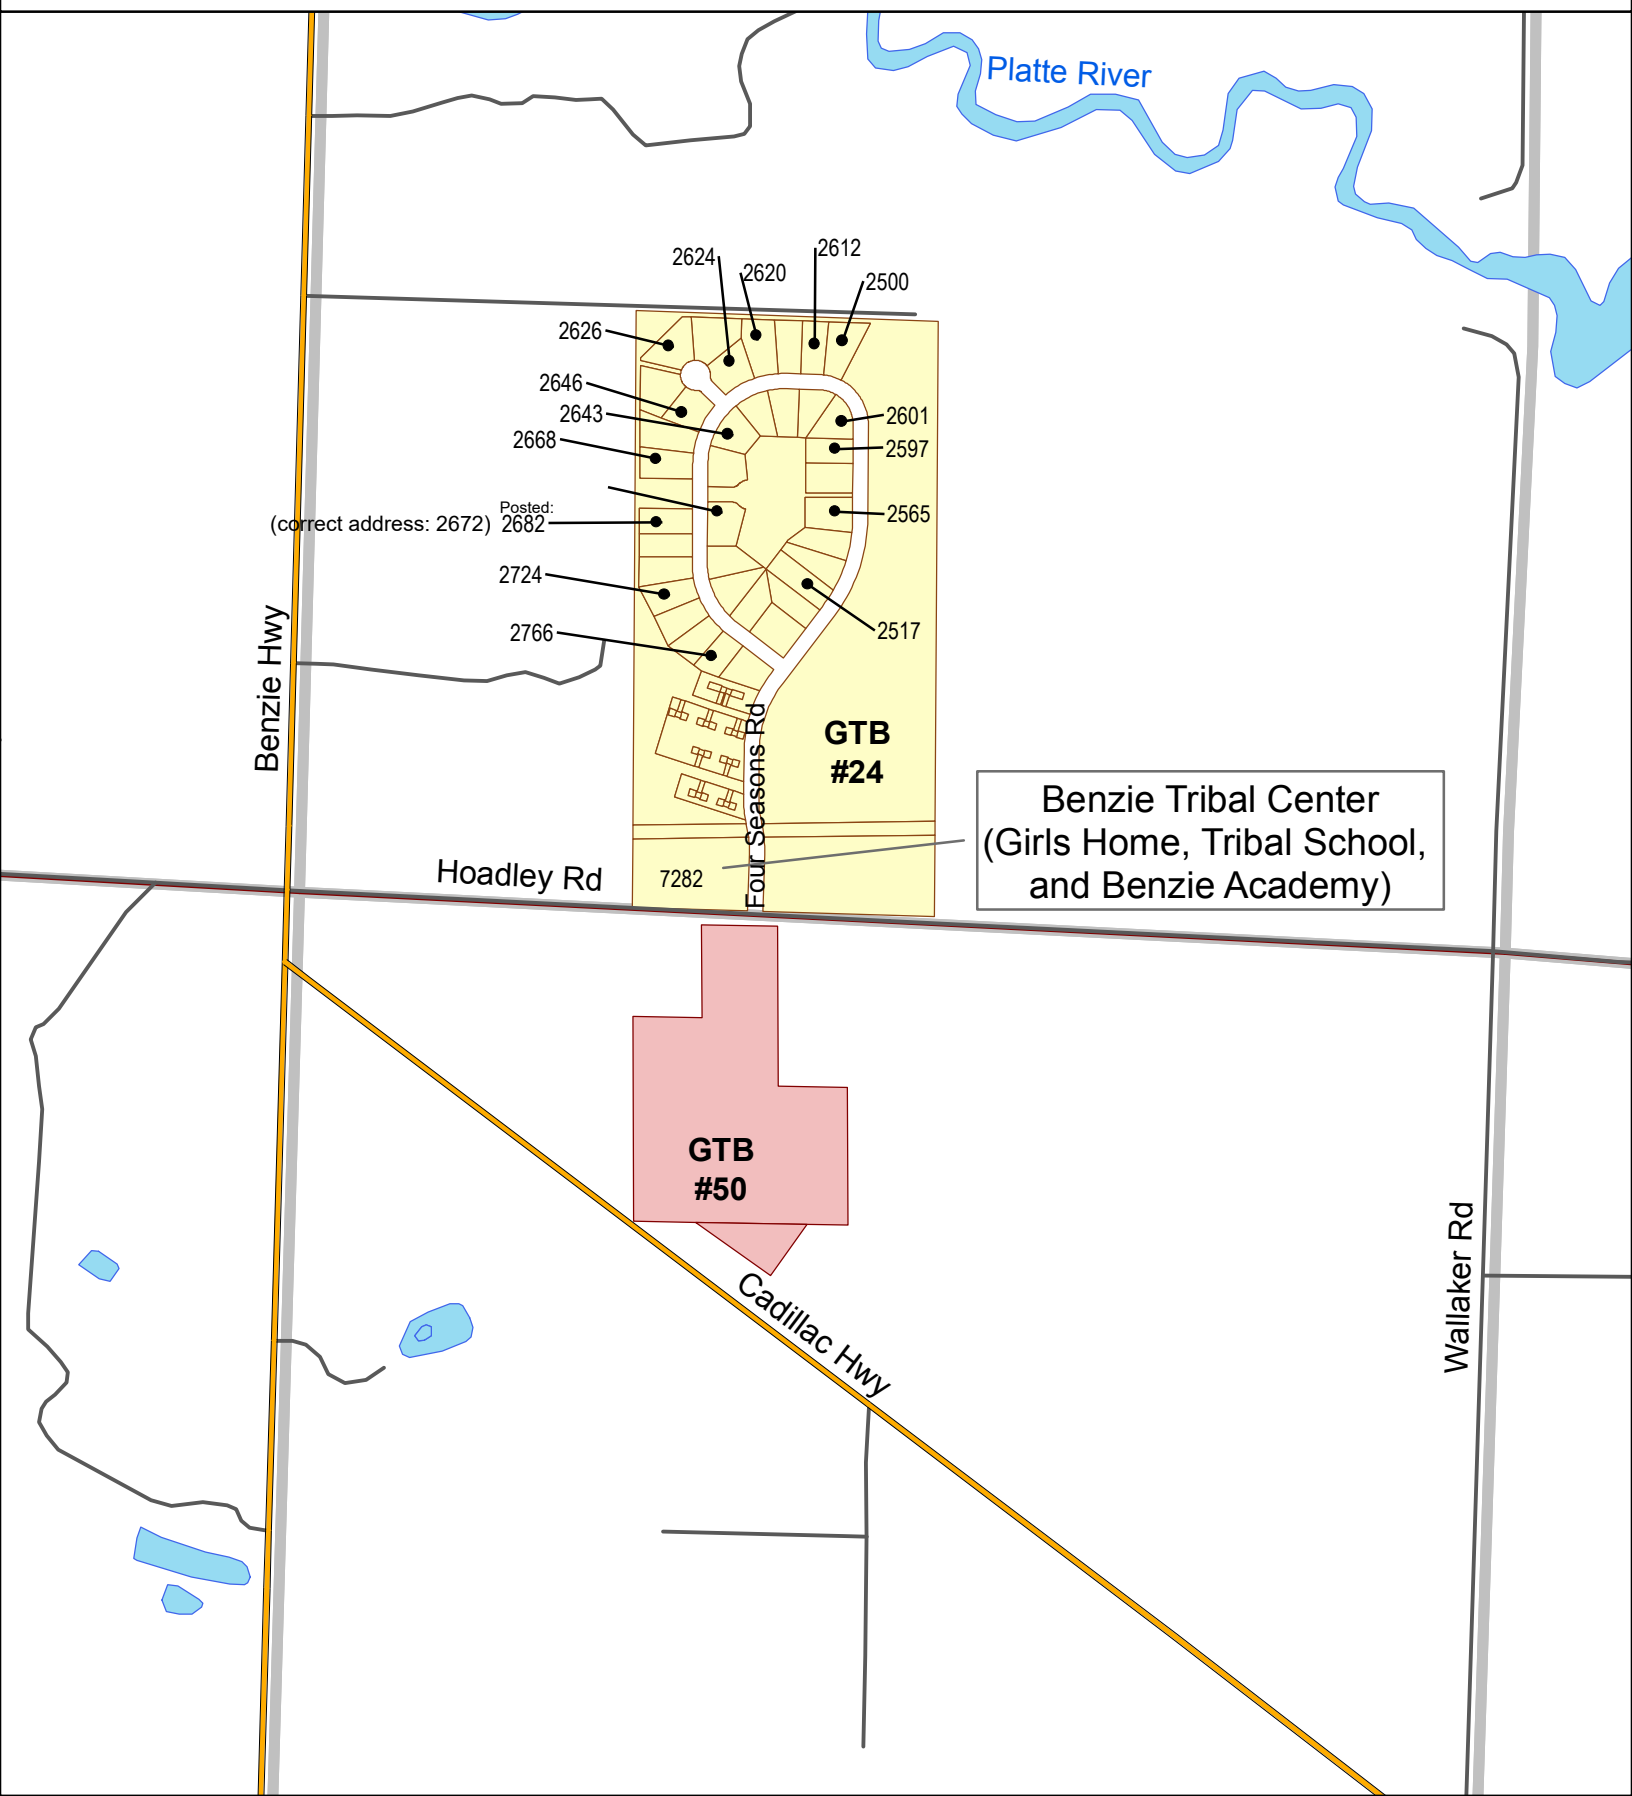 Platte River
2612
2624
2620
2500
2626
2646
2643
2601
2668
2597
Posted:
(correct address: 2672) 2682
2565
2724
2517
2766
Benzie Hwy
Four Seasons Rd
GTB
#24
Benzie Tribal Center
(Girls Home, Tribal School,
and Benzie Academy)
Hoadley Rd
7282
GTB
#50
Cadillac Hwy
Wallaker Rd